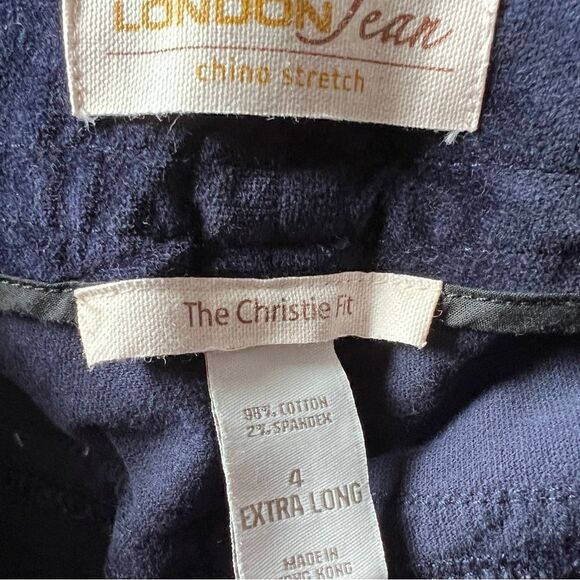 LONDON Jean
chino stretch
The Christie Fit
98% COTTON
2% SPANDEX
4
EXTRA LONG
MADE IN
HONG KONG